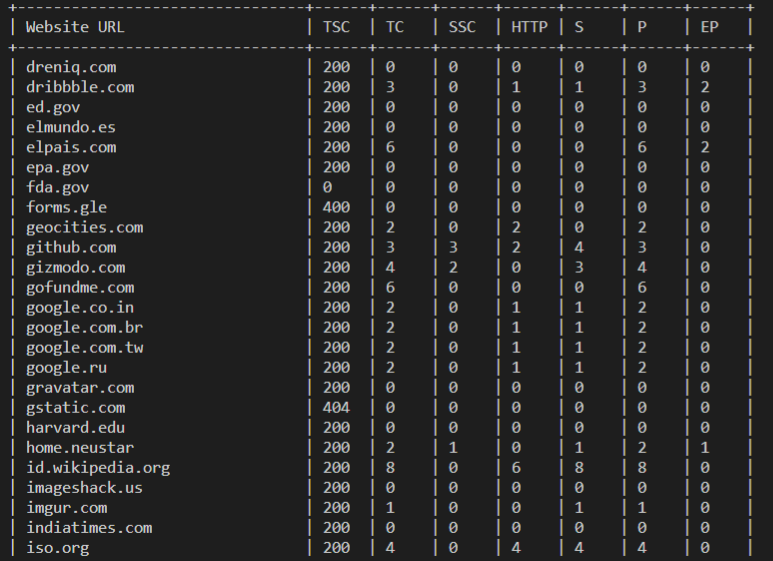 +------------------------------+-----+-----+-----+------+-----+-----+-----+
| Website URL | TSC | TC | SSC | HTTP | S | P | EP |
+------------------------------+-----+-----+-----+------+-----+-----+-----+
| dreniq.com | 200 | 0 | 0 | 0 | 0 | 0 | 0 |
| dribbble.com | 200 | 3 | 0 | 1 | 1 | 3 | 2 |
| ed.gov | 200 | 0 | 0 | 0 | 0 | 0 | 0 |
| elmundo.es | 200 | 0 | 0 | 0 | 0 | 0 | 0 |
| elpais.com | 200 | 6 | 0 | 0 | 0 | 6 | 2 |
| epa.gov | 200 | 0 | 0 | 0 | 0 | 0 | 0 |
| fda.gov | 0 | 0 | 0 | 0 | 0 | 0 | 0 |
| forms.gle | 400 | 0 | 0 | 0 | 0 | 0 | 0 |
| geocities.com | 200 | 2 | 0 | 2 | 0 | 2 | 0 |
| github.com | 200 | 3 | 3 | 2 | 4 | 3 | 0 |
| gizmodo.com | 200 | 4 | 2 | 0 | 3 | 4 | 0 |
| gofundme.com | 200 | 6 | 0 | 0 | 0 | 6 | 0 |
| google.co.in | 200 | 2 | 0 | 1 | 1 | 2 | 0 |
| google.com.br | 200 | 2 | 0 | 1 | 1 | 2 | 0 |
| google.com.tw | 200 | 2 | 0 | 1 | 1 | 2 | 0 |
| google.ru | 200 | 2 | 0 | 1 | 1 | 2 | 0 |
| gravatar.com | 200 | 0 | 0 | 0 | 0 | 0 | 0 |
| gstatic.com | 404 | 0 | 0 | 0 | 0 | 0 | 0 |
| harvard.edu | 200 | 0 | 0 | 0 | 0 | 0 | 0 |
| home.neustar | 200 | 2 | 1 | 0 | 1 | 2 | 1 |
| id.wikipedia.org | 200 | 8 | 0 | 6 | 8 | 8 | 0 |
| imageshack.us | 200 | 0 | 0 | 0 | 0 | 0 | 0 |
| imgur.com | 200 | 1 | 0 | 0 | 1 | 1 | 0 |
| indiatimes.com | 200 | 0 | 0 | 0 | 0 | 0 | 0 |
| iso.org | 200 | 4 | 0 | 4 | 4 | 4 | 0 |